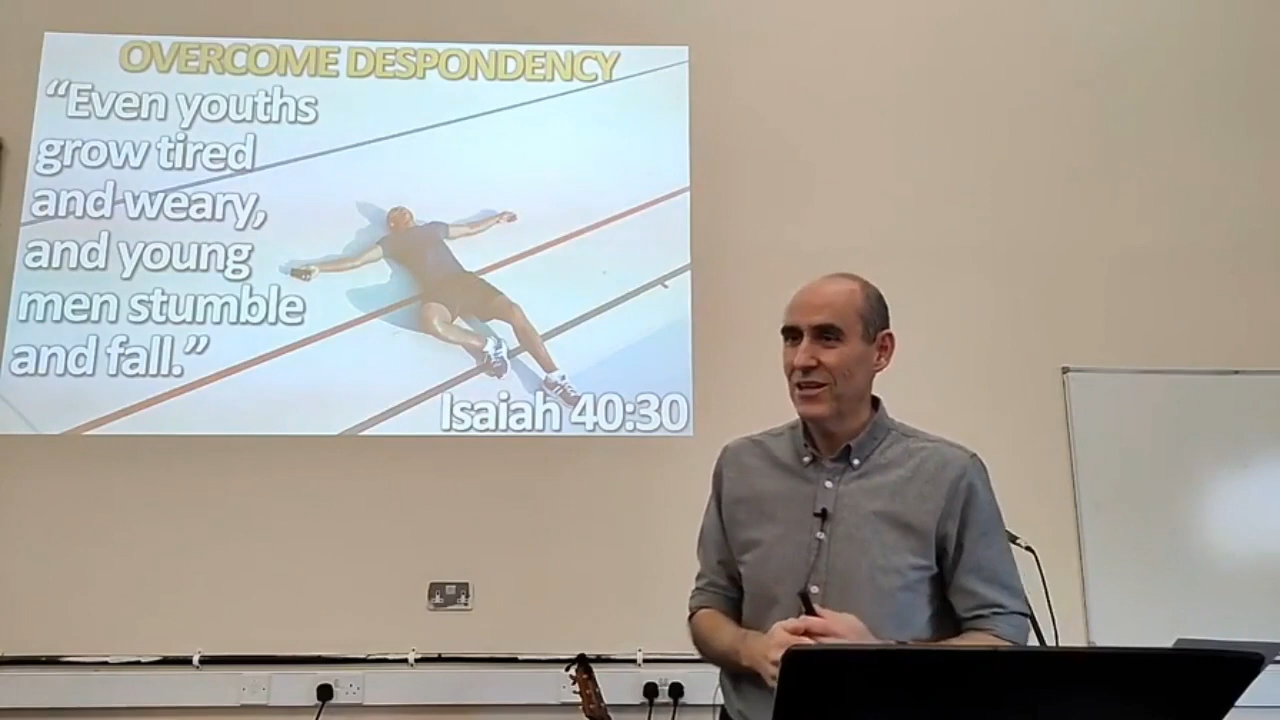 OVERCOME DESPONDENCY
“Even youths
grow tired
and weary,
and young
men stumble
and fall.”
Isaiah 40:30